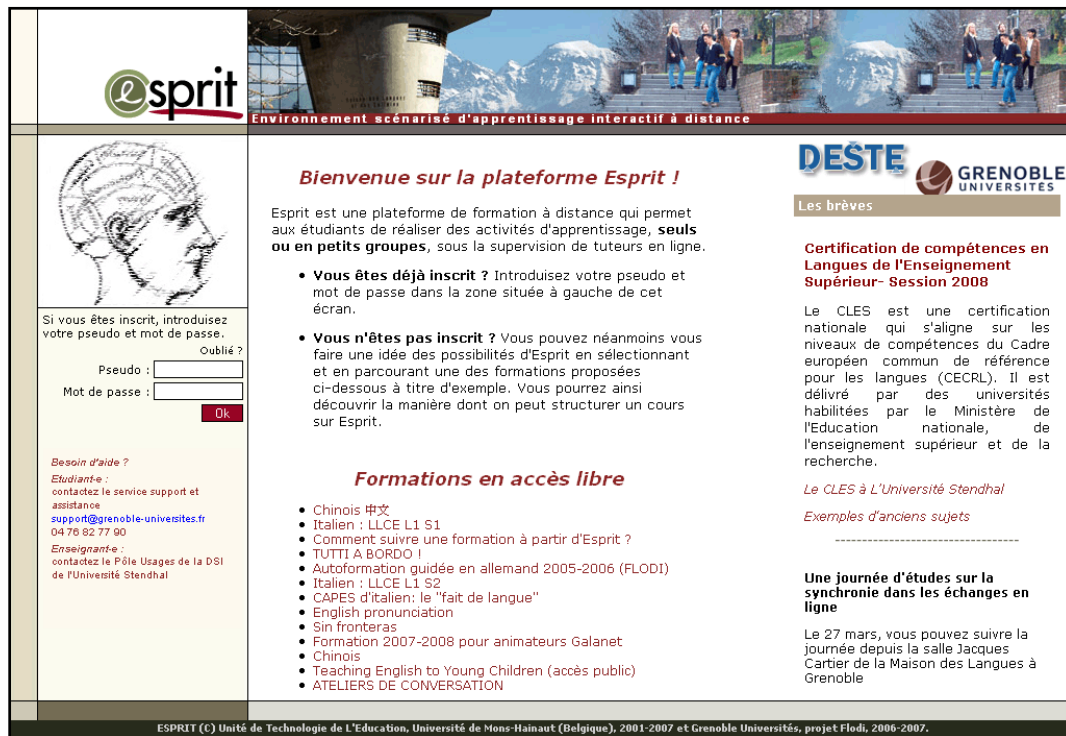 esprit
Environnement scénarisé d'apprentissage interactif à distance
Si vous êtes inscrit, introduisez
votre pseudo et mot de passe.
Oublié ?
Pseudo :
Mot de passe :
Ok
Besoin d'aide ?
Etudiant-e :
contactez le service support et
assistance
support@grenoble-universites.fr
04 76 82 77 90
Enseignant-e :
contactez le Pôle Usages de la DSI
de l'Université Stendhal
Bienvenue sur la plateforme Esprit !
Esprit est une plateforme de formation à distance qui permet
aux étudiants de réaliser des activités d'apprentissage, seuls
ou en petits groupes, sous la supervision de tuteurs en ligne.
• Vous êtes déjà inscrit ? Introduisez votre pseudo et
mot de passe dans la zone située à gauche de cet
écran.
• Vous n'êtes pas inscrit ? Vous pouvez néanmoins vous
faire une idée des possibilités d'Esprit en sélectionnant
et en parcourant une des formations proposées
ci-dessous à titre d'exemple. Vous pourrez ainsi
découvrir la manière dont on peut structurer un cours
sur Esprit.
Formations en accès libre
• Chinois 中文
• Italien : LLCE L1 S1
• Comment suivre une formation à partir d'Esprit ?
• TUTTI A BORDO !
• Autoformation guidée en allemand 2005-2006 (FLODI)
• Italien : LLCE L1 S2
• CAPES d'italien: le "fait de langue"
• English pronunciation
• Sin fronteras
• Formation 2007-2008 pour animateurs Galanet
• Chinois
• Teaching English to Young Children (accès public)
• ATELIERS DE CONVERSATION
DEŠTE
GRENOBLE
UNIVERSITÉS
Les brèves
Certification de compétences en
Langues de l'Enseignement
Supérieur- Session 2008
Le CLES est une certification
nationale qui s'aligne sur les
niveaux de compétences du Cadre
européen commun de référence
pour les langues (CECRL). Il est
délivré par des universités
habilitées par le Ministère de
l'Education nationale, de
l'enseignement supérieur et de la
recherche.
Le CLES à L'Université Stendhal
Exemples d'anciens sujets
---------------------------------
Une journée d'études sur la
synchronie dans les échanges en
ligne
Le 27 mars, vous pouvez suivre la
journée depuis la salle Jacques
Cartier de la Maison des Langues à
Grenoble
ESPRIT (C) Unité de Technologie de L'Education, Université de Mons-Hainaut (Belgique), 2001-2007 et Grenoble Universités, projet Flodi, 2006-2007.